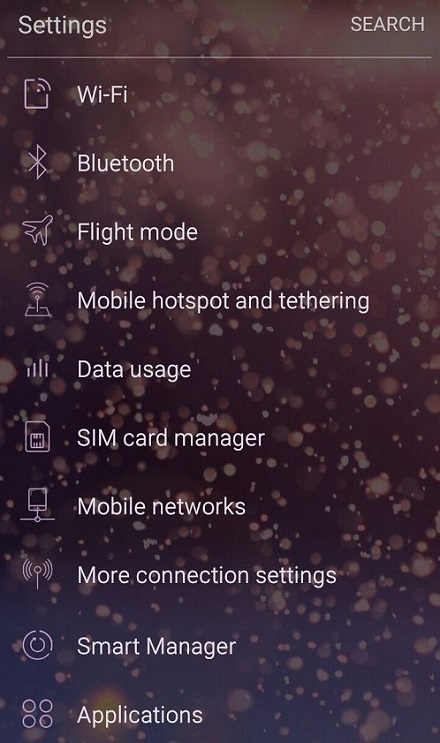 Settings SEARCH
Wi-Fi
Bluetooth
Flight mode
Mobile hotspot and tethering
Data usage
SIM card manager
Mobile networks
More connection settings
Smart Manager
Applications